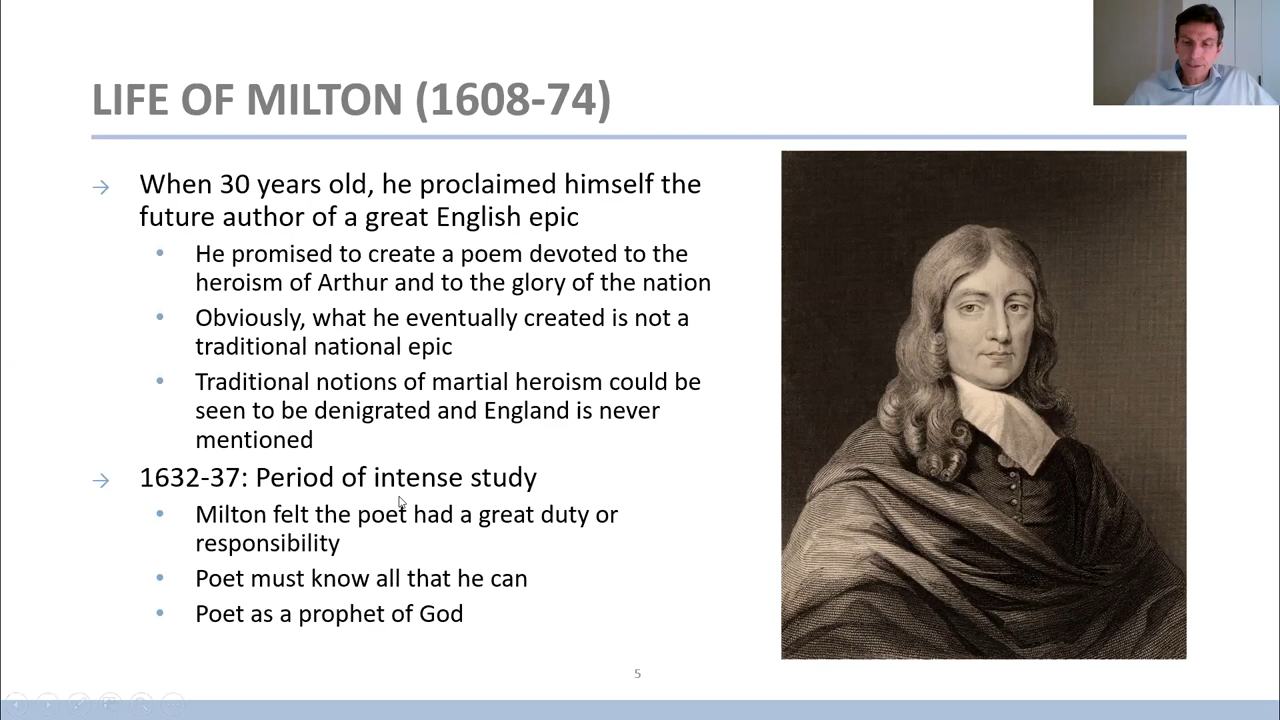 LIFE OF MILTON (1608-74)
→ When 30 years old, he proclaimed himself the
future author of a great English epic
• He promised to create a poem devoted to the
heroism of Arthur and to the glory of the nation
• Obviously, what he eventually created is not a
traditional national epic
• Traditional notions of martial heroism could be
seen to be denigrated and England is never
mentioned
→ 1632-37: Period of intense study
• Milton felt the poet had a great duty or
responsibility
• Poet must know all that he can
• Poet as a prophet of God
5